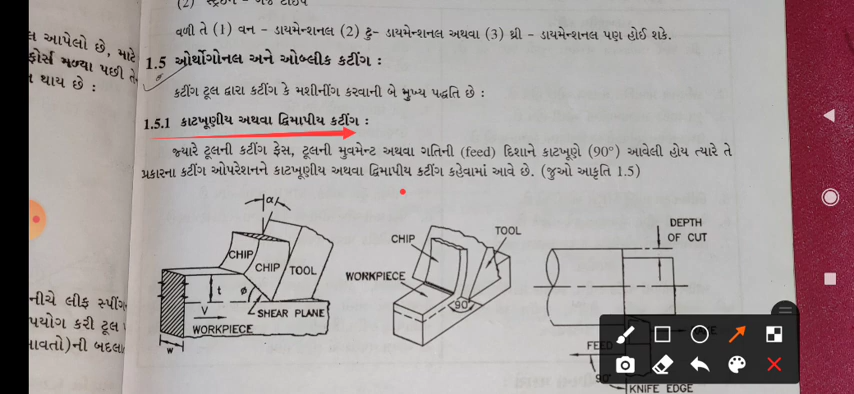 વળી તે (1) વન - ડાયમેન્શનલ (2) ટુ- ડાયમેન્શનલ અથવા (3) થ્રી - ડાયમેન્શનલ પણ હોઈ શકે.
1.5 ઓર્થોગોનલ અને ઓબ્લીક કટીંગ :
કટીંગ ટૂલ દ્વારા કટીંગ કે મશીનીંગ કરવાની બે મુખ્ય પદ્ધતિ છે :
1.5.1 કાટખૂણીય અથવા દ્વિમાપીય કટીંગ :
જ્યારે ટૂલની કટીંગ ફેસ, ટૂલની મુવમેન્ટ અથવા ગતિની (feed) દિશાને કાટખૂણે (90°) આવેલી હોય ત્યારે તે
પ્રકારના કટીંગ ઓપરેશનને કાટખૂણીય અથવા દ્વિમાપીય કટીંગ કહેવામાં આવે છે. (જુઓ આકૃતિ 1.5)
આપેલો છે, માટે
ફોર્સ મળ્યા પછી
થાય છે :
નીચે લીફ
પયોગ કરી ટૂલ
α
CHIP
CHIP
TOOL
t
φ
V
SHEAR PLANE
WORKPIECE
W
CHIP
TOOL
WORKPIECE
90°
DEPTH
OF CUT
FEED
90°
KNIFE EDGE